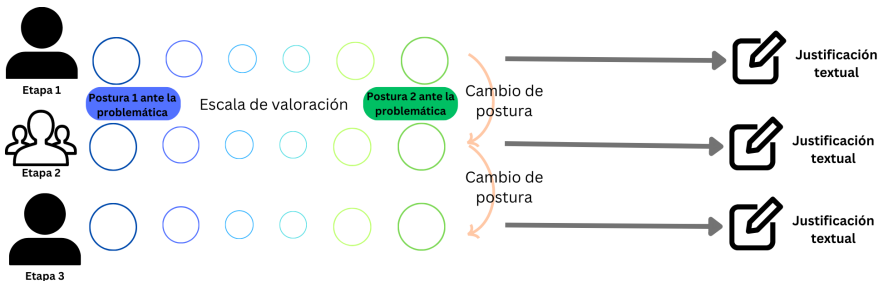 Etapa 1
Postura 1 ante la
problemática
Escala de valoración
Postura 2 ante la
problemática
Cambio de
postura
Justificación
textual
Etapa 2
Cambio de
postura
Justificación
textual
Etapa 3
Justificación
textual